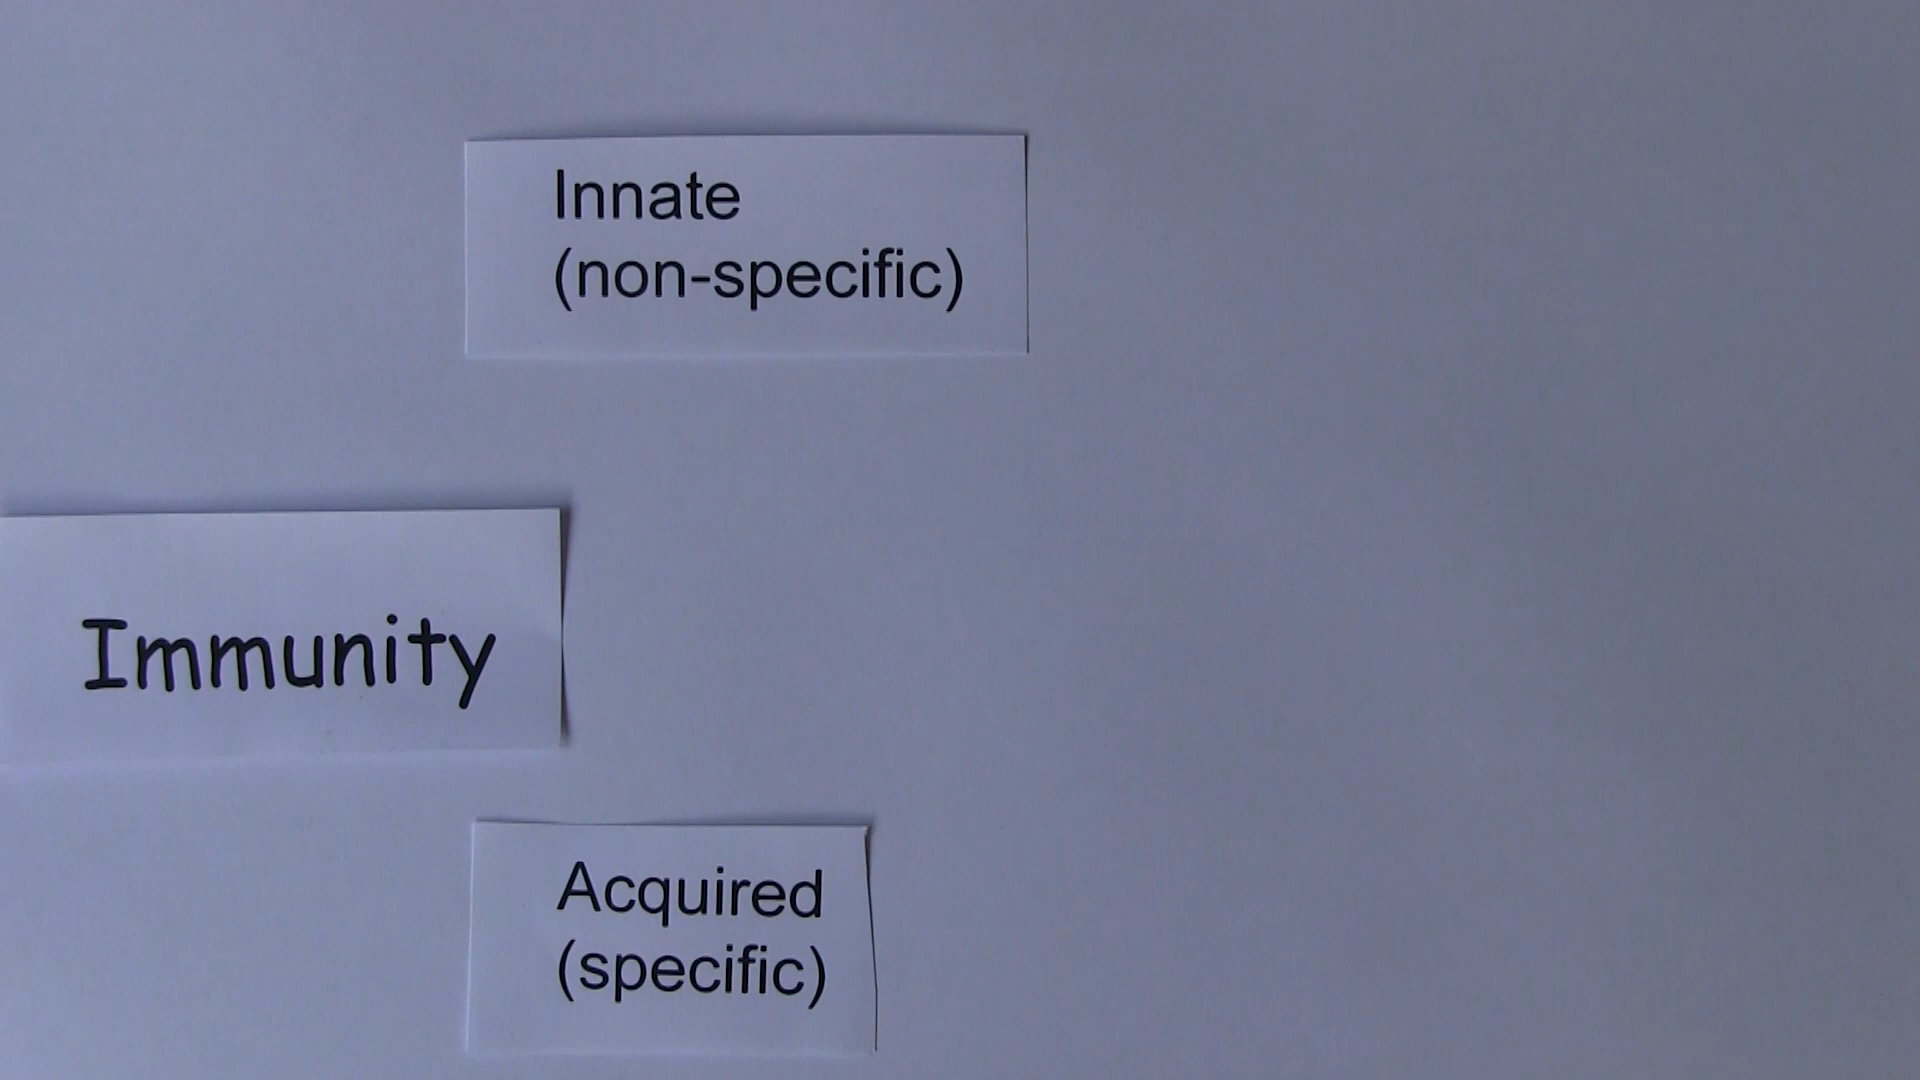 Innate
(non-specific)
Immunity
Acquired
(specific)